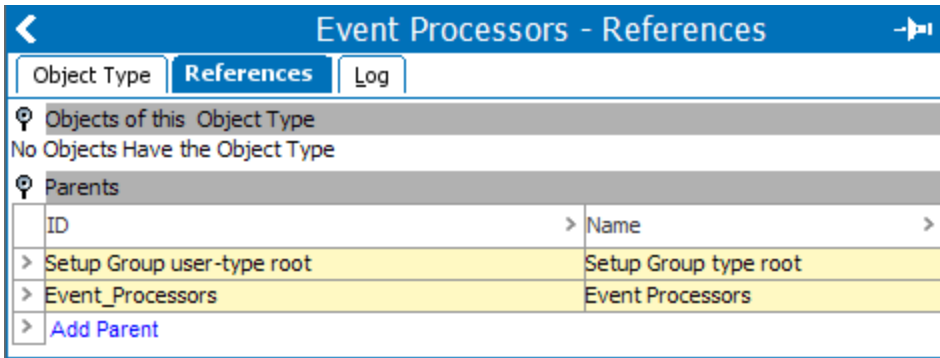 Event Processors - References
Object Type References Log
Objects of this Object Type
No Objects Have the Object Type
Parents
ID > Name >
> Setup Group user-type root Setup Group type root
> Event_Processors Event Processors
> Add Parent